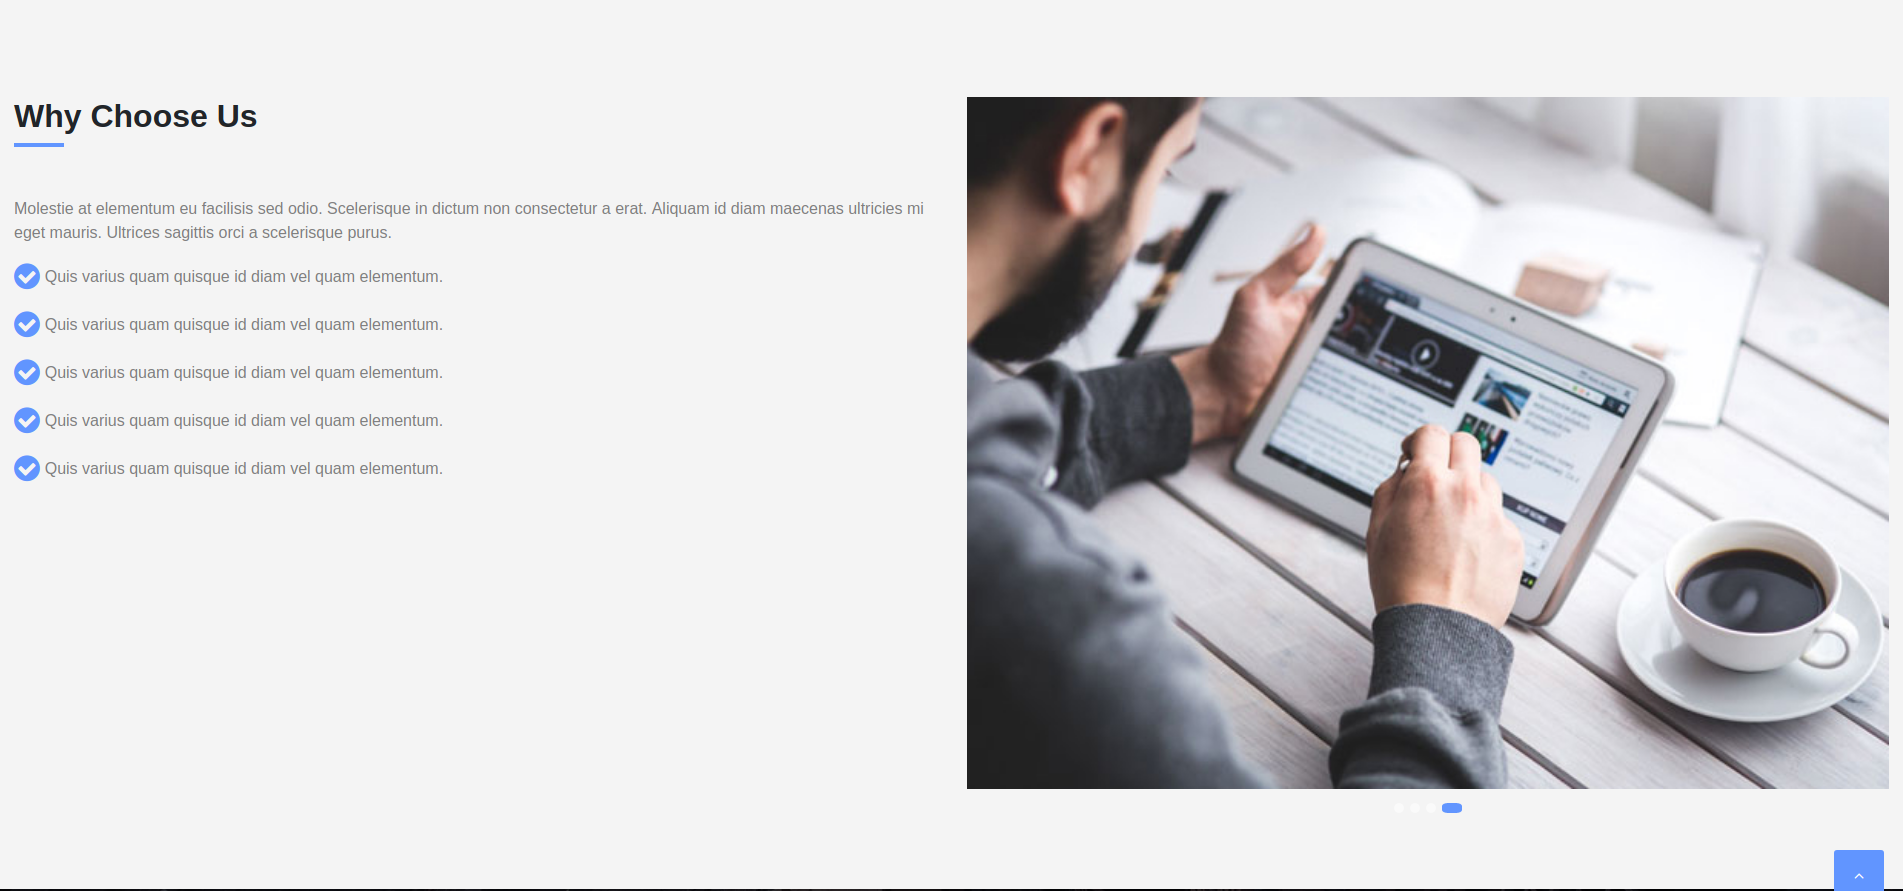 Why Choose Us
Molestie at elementum eu facilisis sed odio. Scelerisque in dictum non consectetur a erat. Aliquam id diam maecenas ultricies mi
eget mauris. Ultrices sagittis orci a scelerisque purus.
Quis varius quam quisque id diam vel quam elementum.
Quis varius quam quisque id diam vel quam elementum.
Quis varius quam quisque id diam vel quam elementum.
Quis varius quam quisque id diam vel quam elementum.
Quis varius quam quisque id diam vel quam elementum.